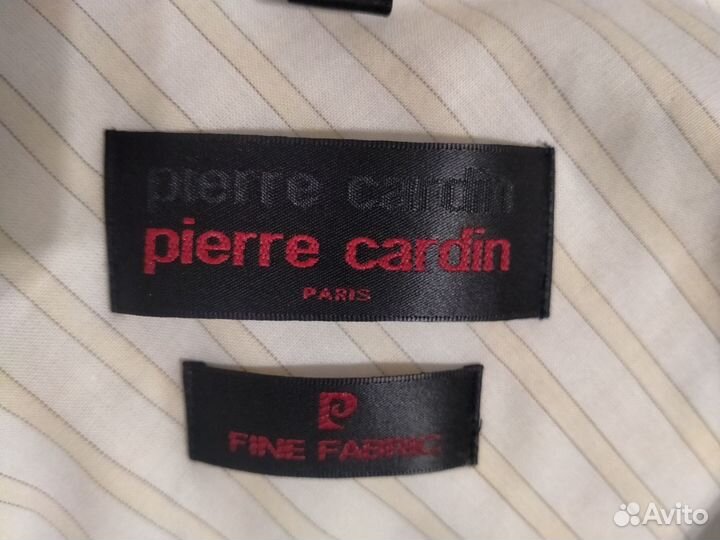 pierre cardin
pierre cardin
PARIS
P
FINE FABRIC
Avito